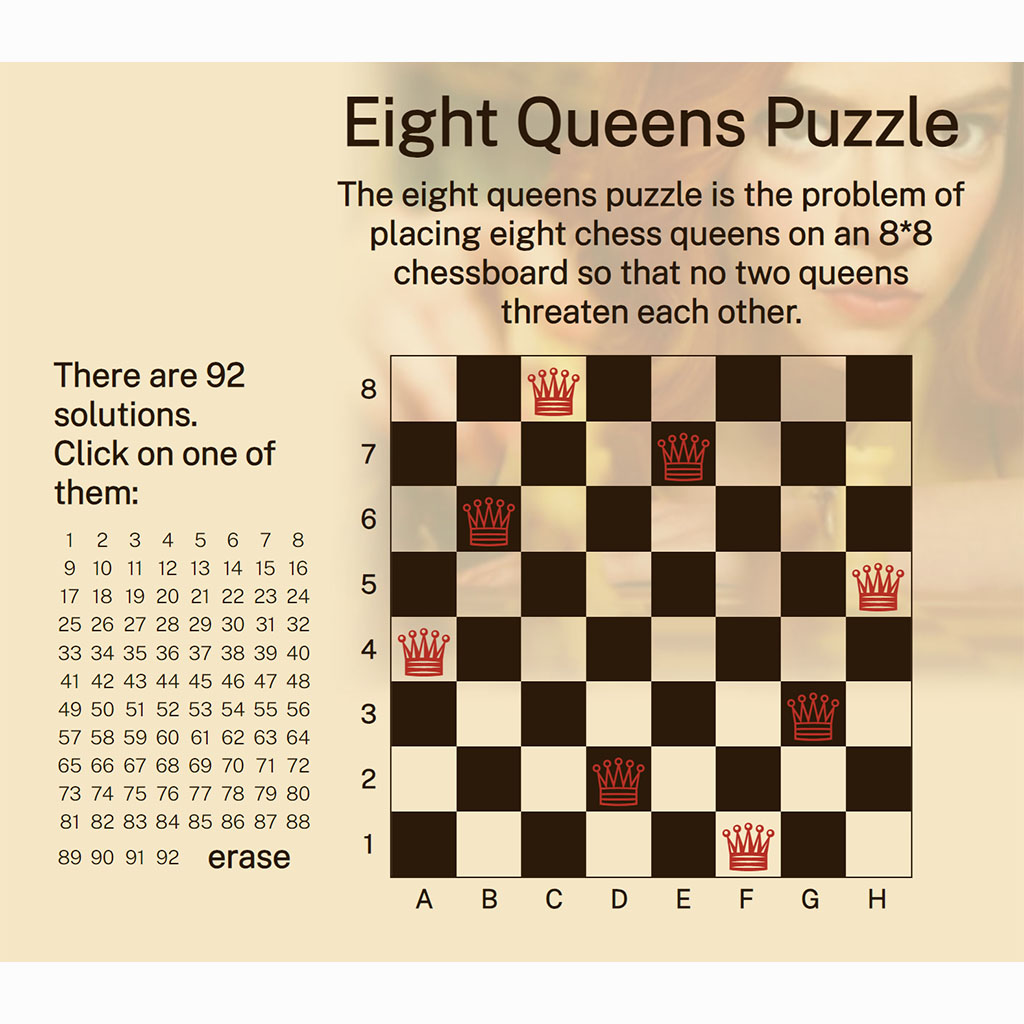 Eight Queens Puzzle
The eight queens puzzle is the problem of
placing eight chess queens on an 8*8
chessboard so that no two queens
threaten each other.
There are 92
solutions.
Click on one of
them:
1 2 3 4 5 6 7 8
9 10 11 12 13 14 15 16
17 18 19 20 21 22 23 24
25 26 27 28 29 30 31 32
33 34 35 36 37 38 39 40
41 42 43 44 45 46 47 48
49 50 51 52 53 54 55 56
57 58 59 60 61 62 63 64
65 66 67 68 69 70 71 72
73 74 75 76 77 78 79 80
81 82 83 84 85 86 87 88
89 90 91 92 erase
8
7
6
5
4
3
2
1
A B C D E F G H